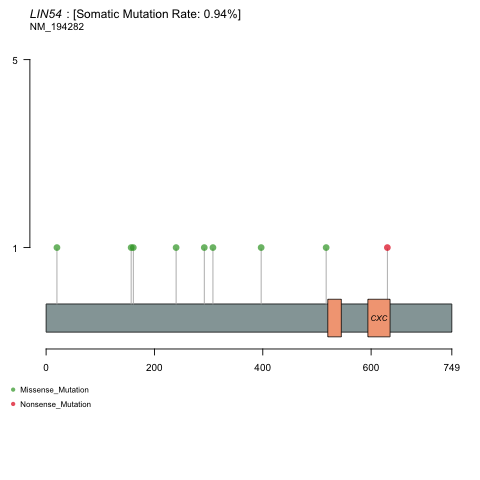 LIN54 : [Somatic Mutation Rate: 0.94%]
NM_194282
5
1
CXC
0 200 400 600 749
Missense_Mutation
Nonsense_Mutation